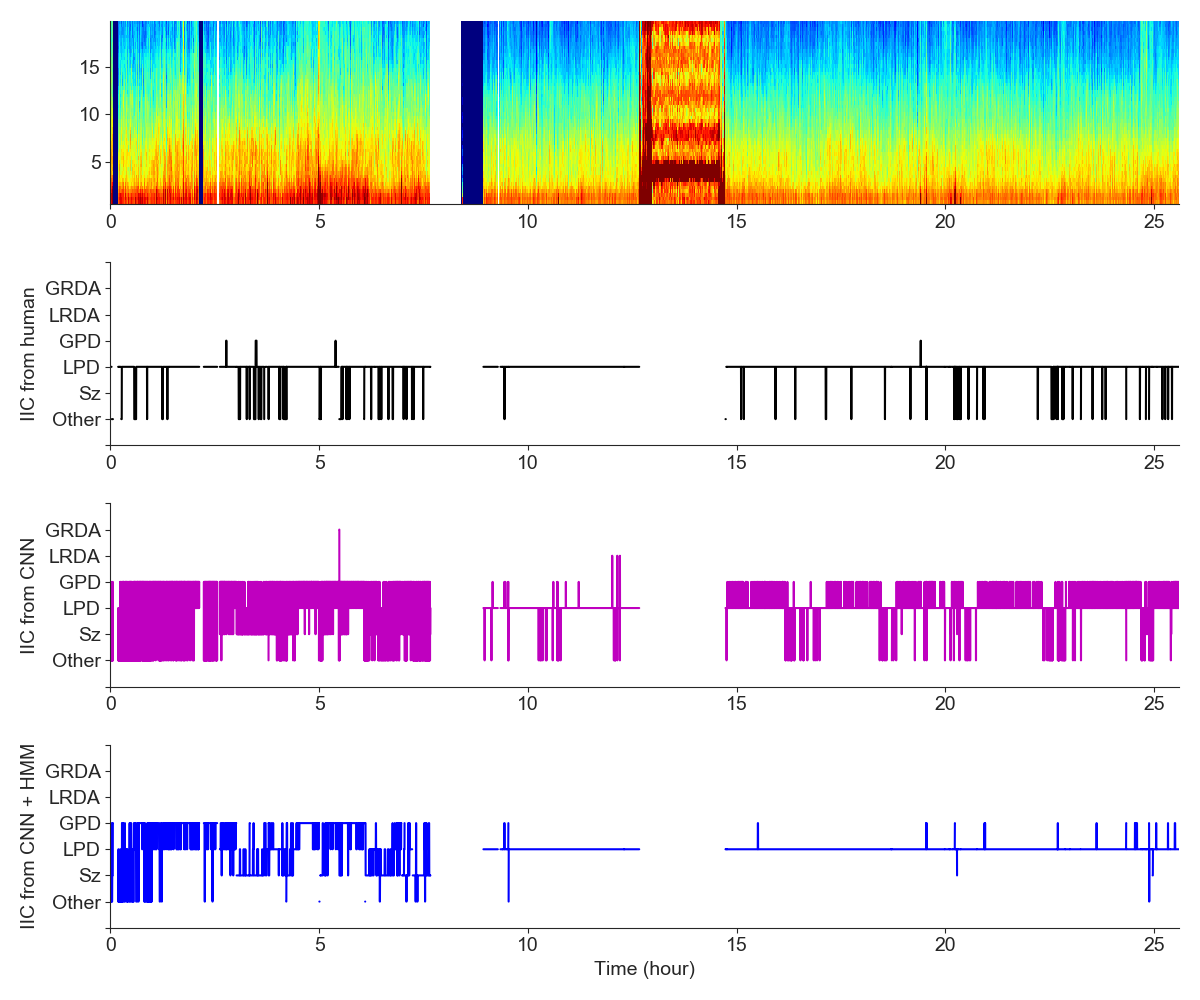 15
10
5
0 5 10 15 20 25
IIC from human
GRDA
LRDA
GPD
LPD
Sz
Other
0 5 10 15 20 25
IIC from CNN
GRDA
LRDA
GPD
LPD
Sz
Other
0 5 10 15 20 25
IIC from CNN + HMM
GRDA
LRDA
GPD
LPD
Sz
Other
0 5 10 15 20 25
Time (hour)